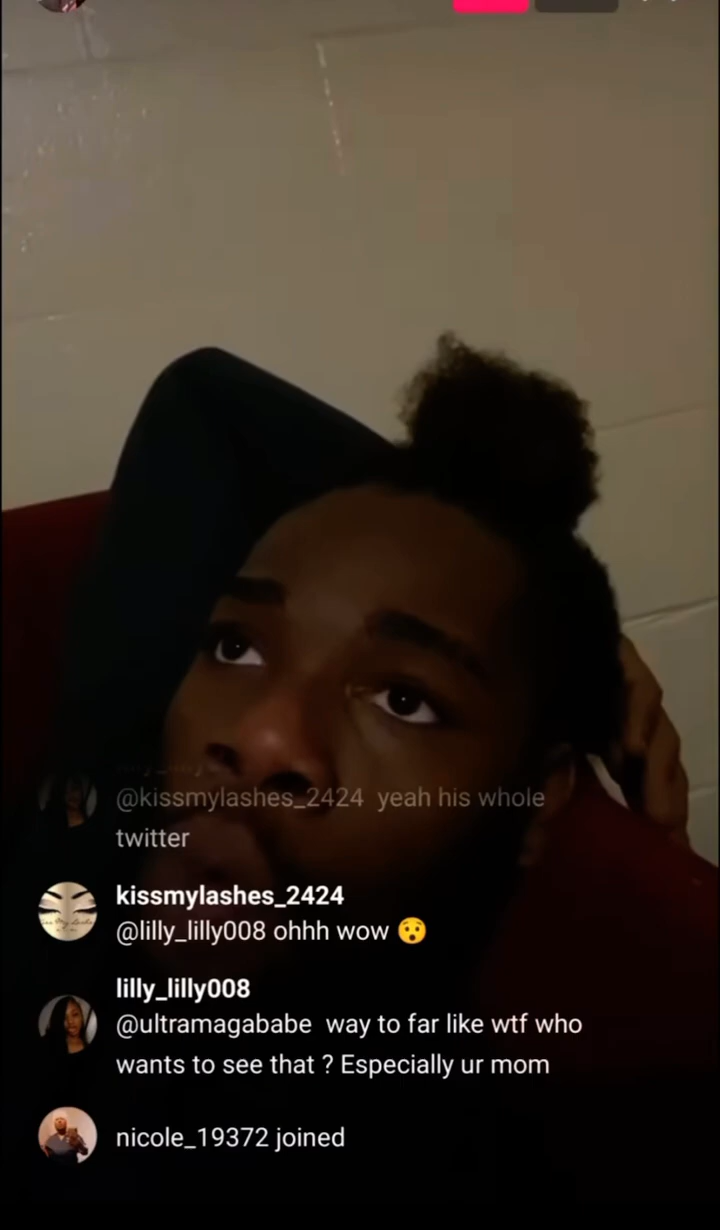 @kissmylashes_2424 yeah his whole
twitter
kissmylashes_2424
@lilly_lilly008 ohhh wow 😯
lilly_lilly008
@ultramagababe way to far like wtf who
wants to see that ? Especially ur mom
nicole_19372 joined